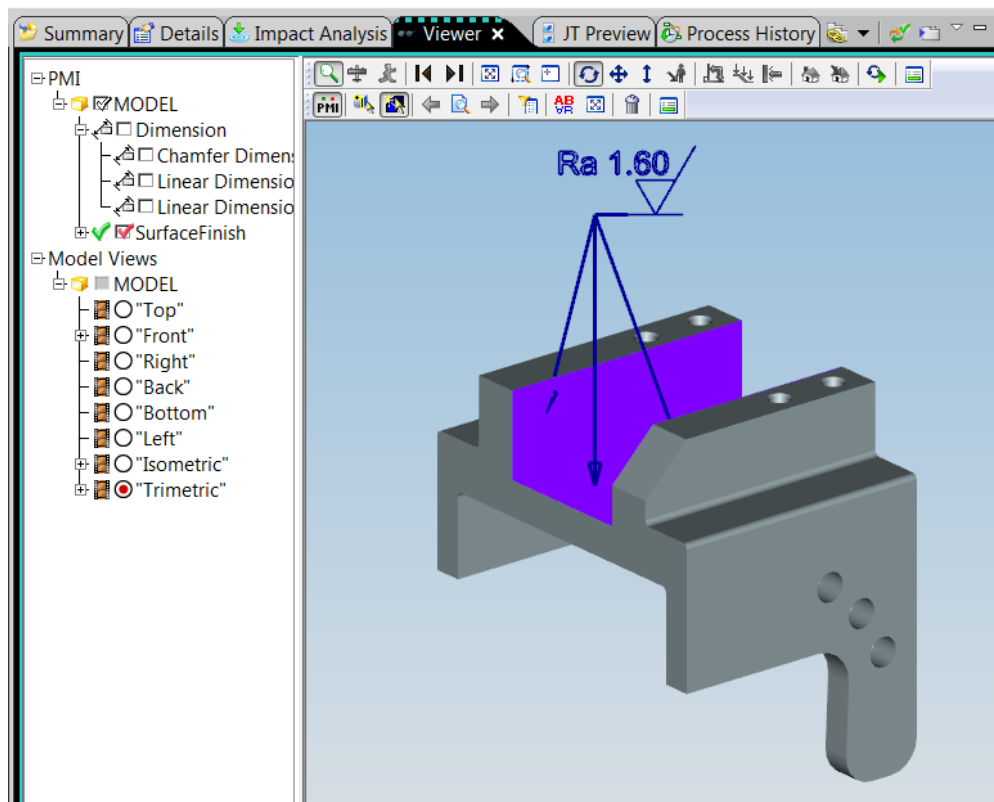 Summary Details Impact Analysis Viewer JT Preview Process History
PMI
MODEL
Dimension
Chamfer Dimens
Linear Dimensio
Linear Dimensio
SurfaceFinish
Model Views
MODEL
"Top"
"Front"
"Right"
"Back"
"Bottom"
"Left"
"Isometric"
"Trimetric"
PMI
AB
Ra 1.60